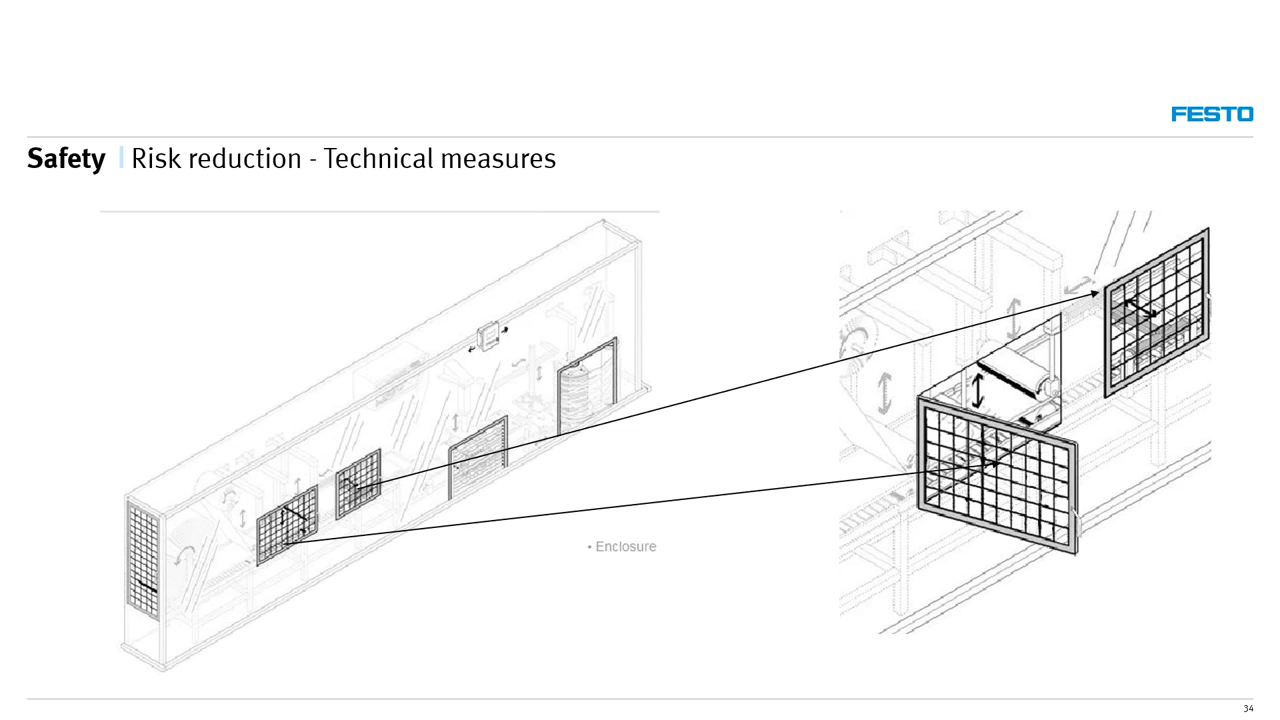 FESTO
Safety | Risk reduction - Technical measures
• Enclosure
34